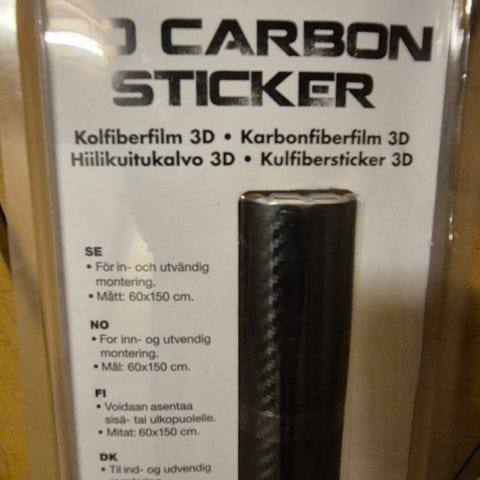 D CARBON
STICKER
Kolfiberfilm 3D • Karbonfiberfilm 3D
Hiilikuitukalvo 3D • Kulfibersticker 3D
SE
• För in- och utvändig
montering.
• Mått: 60x150 cm.
NO
• For inn- og utvendig
montering.
• Mål: 60x150 cm.
FI
• Voidaan asentaa
sisä- tai ulkopuolelle.
• Mitat: 60x150 cm.
DK
• Til ind- og udvendig
montering